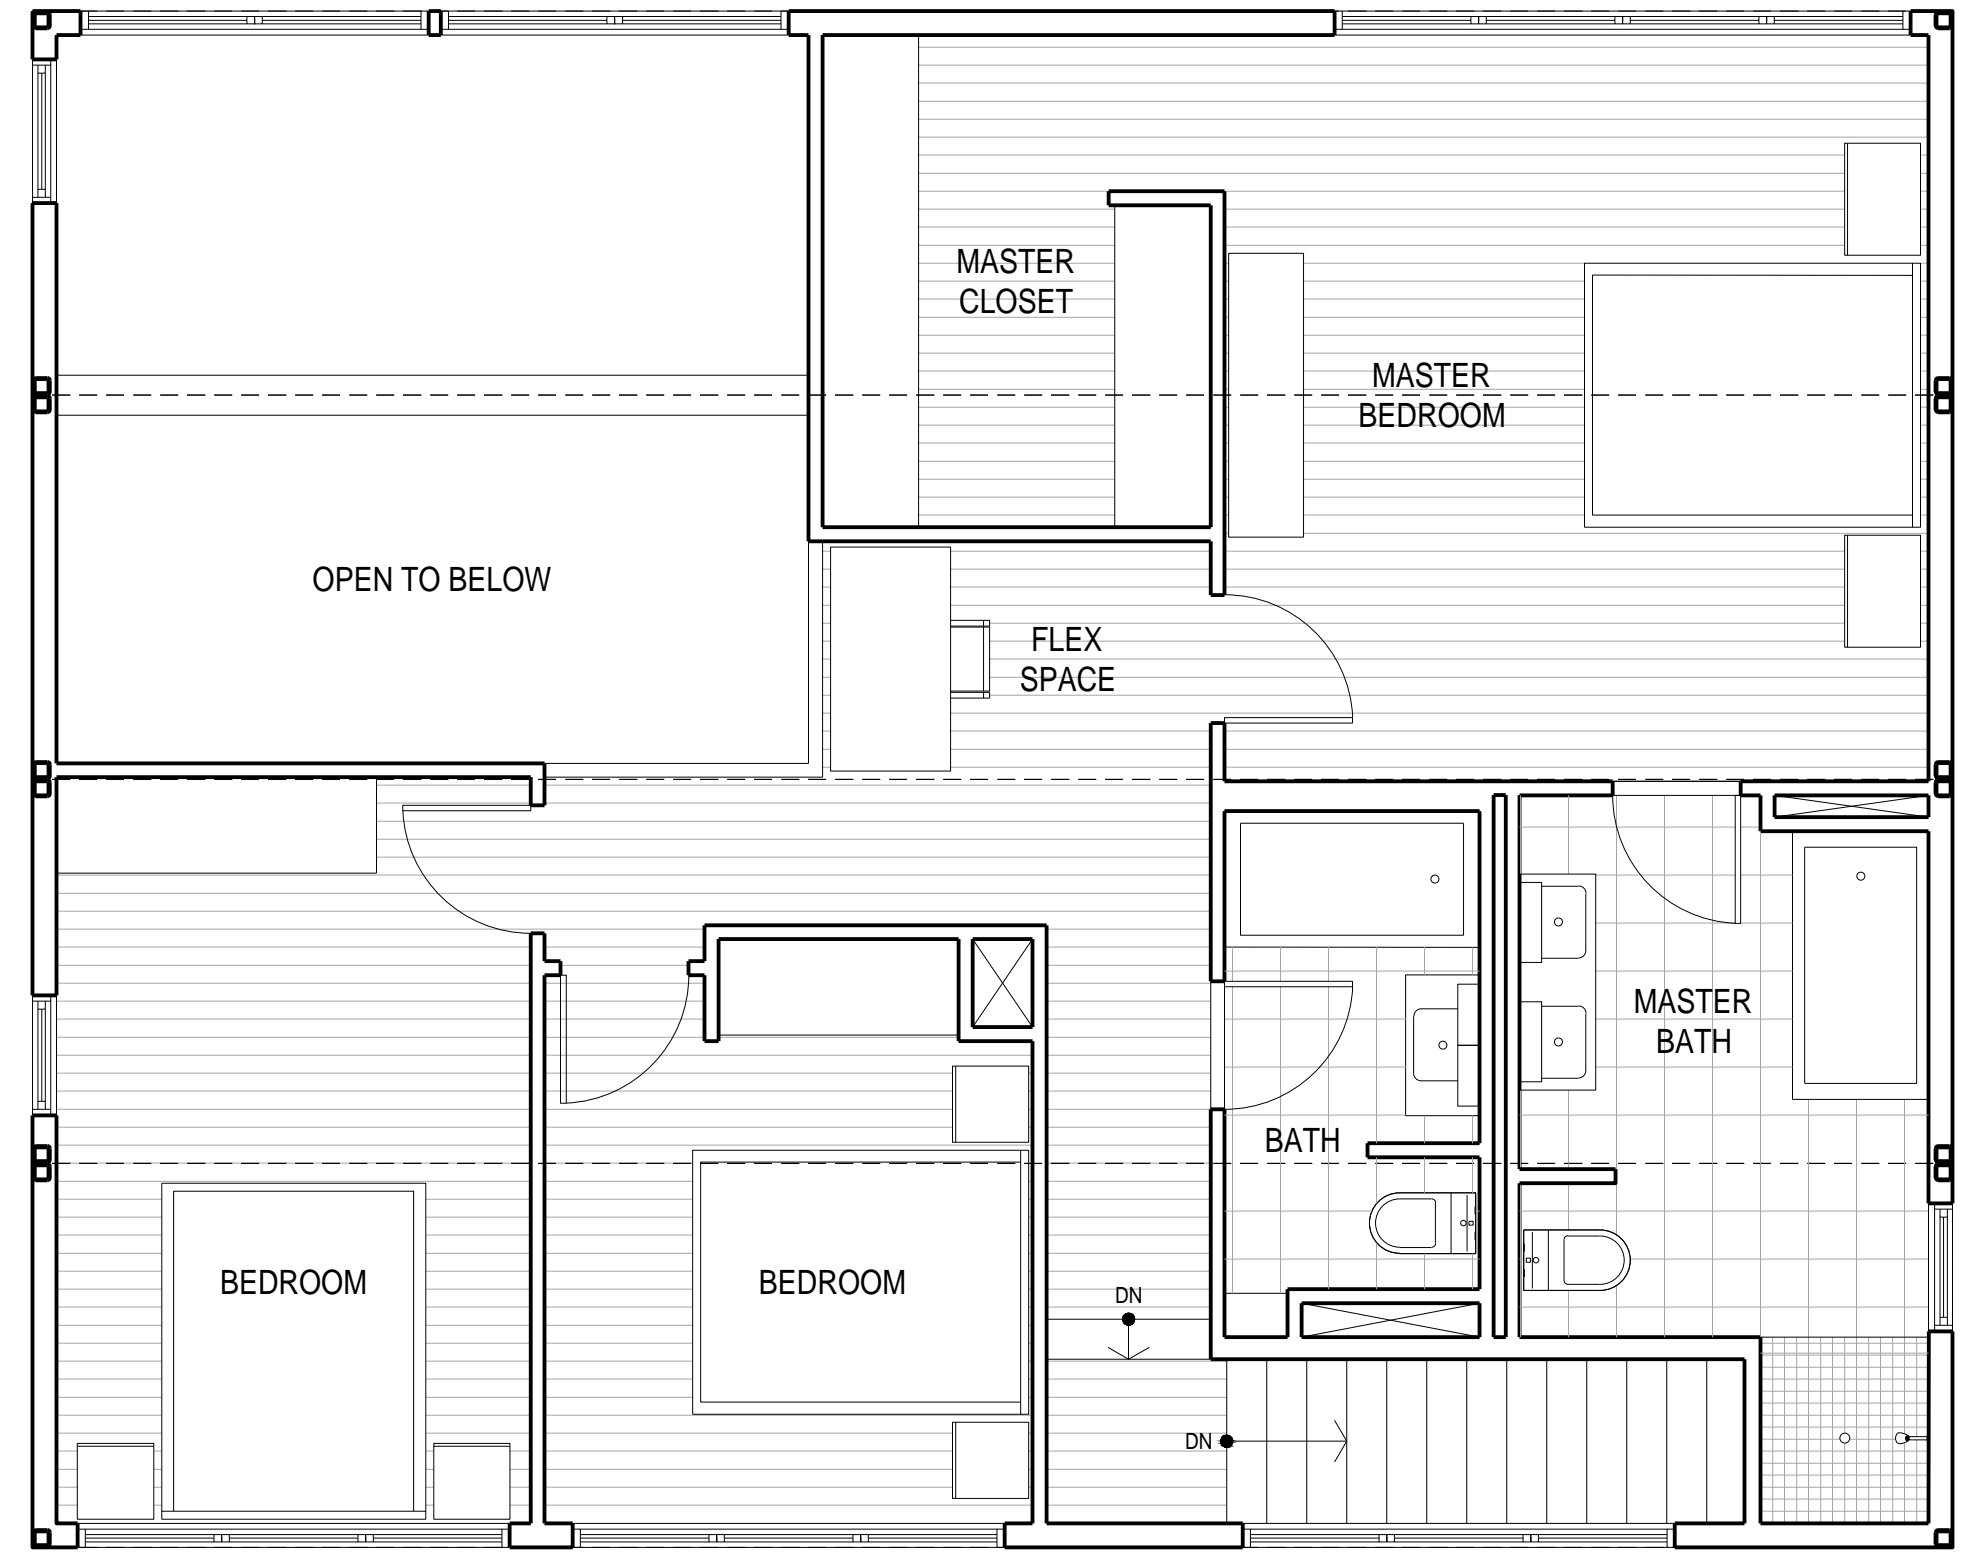 MASTER
CLOSET
MASTER
BEDROOM
OPEN TO BELOW
FLEX
SPACE
MASTER
BATH
BATH
BEDROOM
BEDROOM
DN
DN